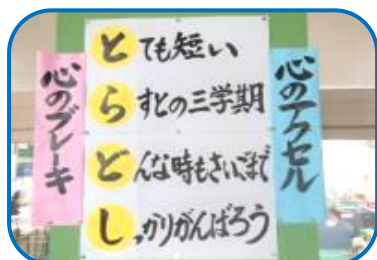 心のアクセル
とても短い
らすとの三学期
どんな時もさいごまで
しっかりがんばろう
心のブレーキ